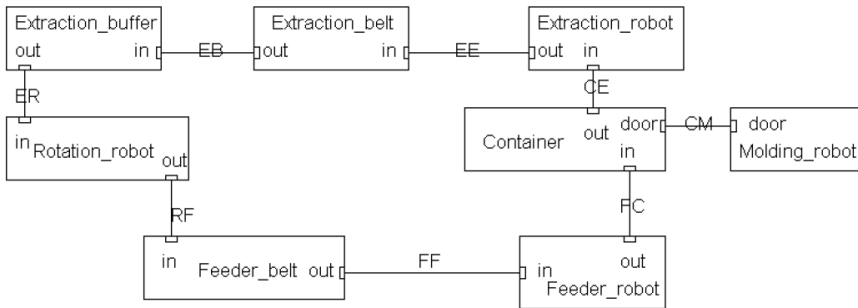 Extraction_buffer
out
in
EB
Extraction_belt
out
in
EE
Extraction_robot
out
in
ER
CE
in
Rotation_robot
out
Container
out
door
in
CM
door
Molding_robot
RF
FC
in
Feeder_belt
out
FF
in
out
Feeder_robot